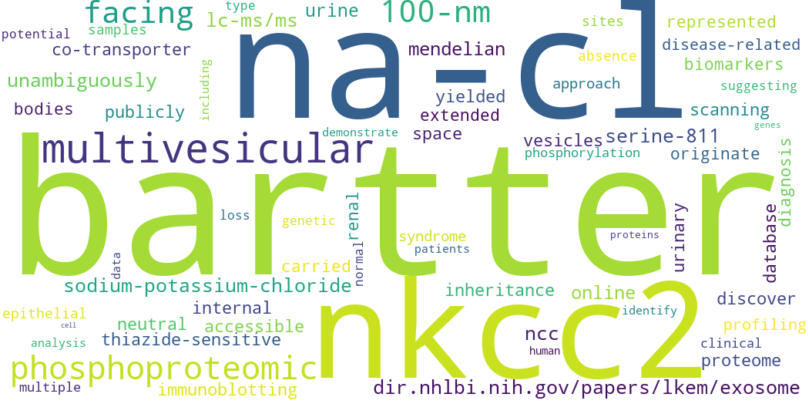 potential facing type urine 100-nm
samples lc-ms/ms na-cl sites represented
co-transporter mendelian absence disease-related
unambiguously including yielded approach biomarkers
bodies publicly extended suggesting
demonstrate space scanning genes
multivesicular vesicles serine-811
phosphorylation originate diagnosis
bartter
loss genetic renal syndrome proteins urinary database
data carried normal patients
sodium-potassium-chloride inheritance online discover
epithelial internal nkcc2 identify
cell neutral accessible ncc profiling
analysis thiazide-sensitive human clinical
phosphoproteomic proteome
multiple immunoblotting dir.nhlbi.nih.gov/papers/lkem/exosome